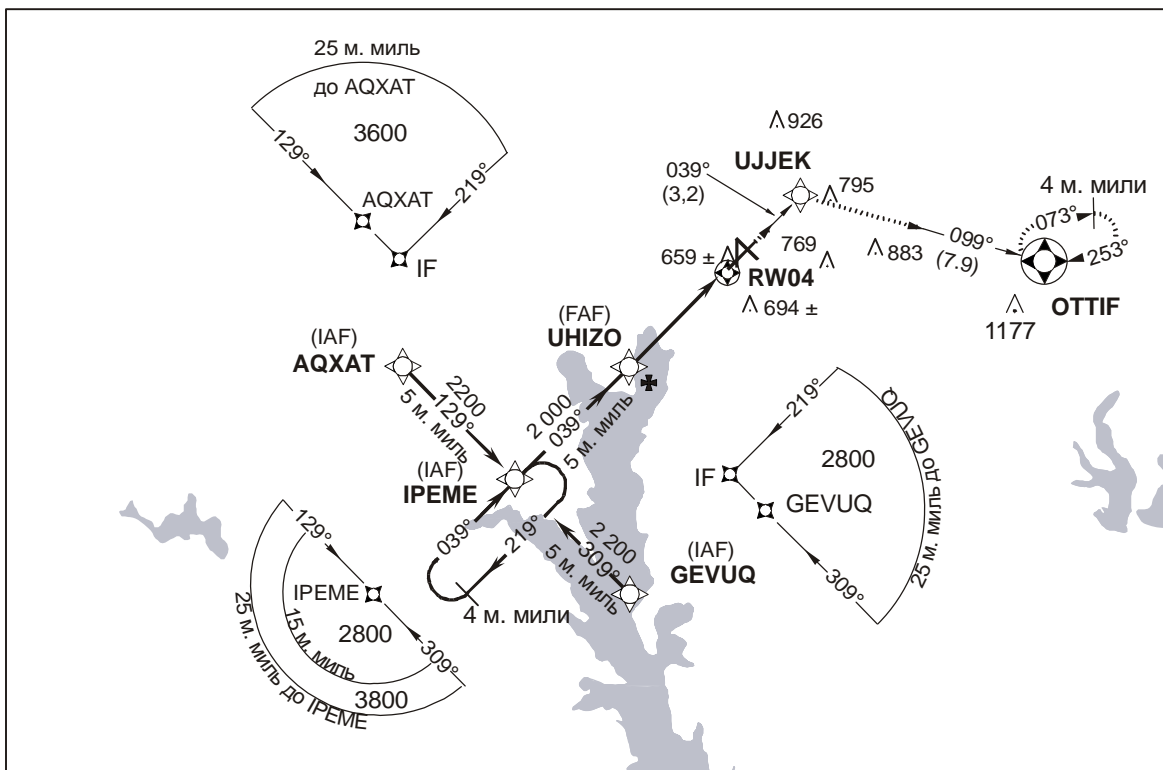 25 м. миль
до AQXAT
3600
129°
219°
AQXAT
IF
926
UJJEK
039°
(3,2)
795
4 м. мили
073°
253°
099°
(7.9)
883
769
659 ±
RW04
694 ±
OTTIF
1177
(FAF)
UHIZO
(IAF)
AQXAT
2200
129°
5 м. миль
2 000
039°
5 м. миль
(IAF)
IPEME
039°
219°
4 м. мили
2 200
309°
5 м. миль
(IAF)
GEVUQ
219°
2800
IF
GEVUQ
309°
25 м. миль до GEVUQ
129°
IPEME
2800
309°
15 м. миль
3800
25 м. миль до IPEME